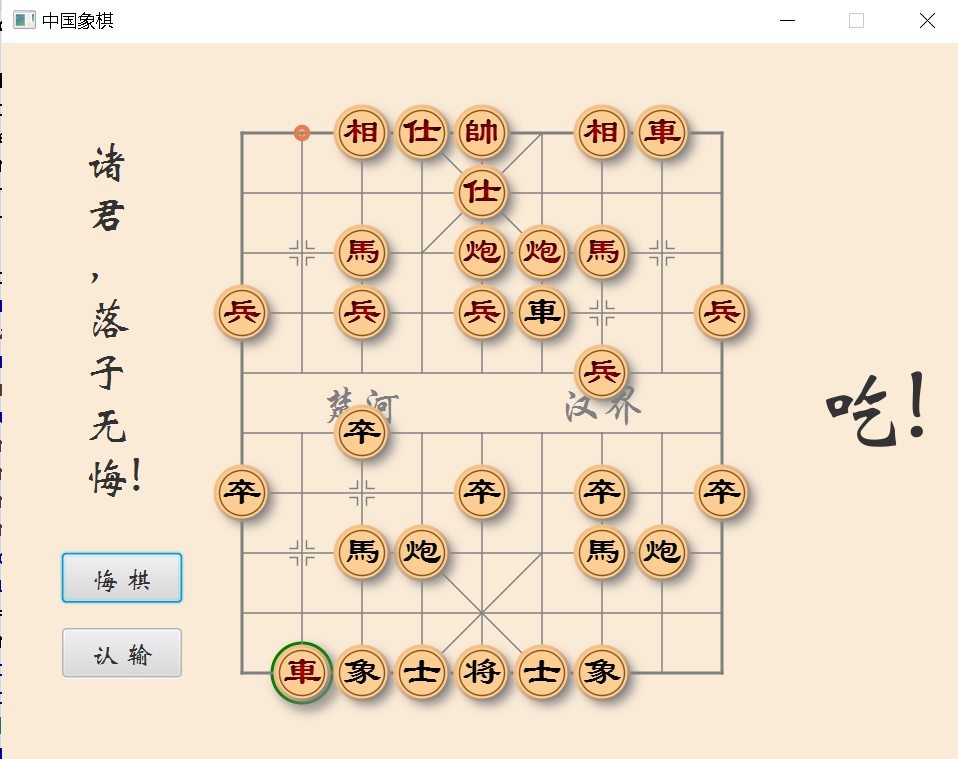 中国象棋
诸君，落子无悔！
相 仕 帥 相 車
仕
馬 炮 炮 馬
兵 兵 兵 車 兵
兵
楚河 汉界
吃！
卒
卒 卒 卒 卒
馬 炮 馬 炮
悔 棋
認 输
車 象 士 将 士 象